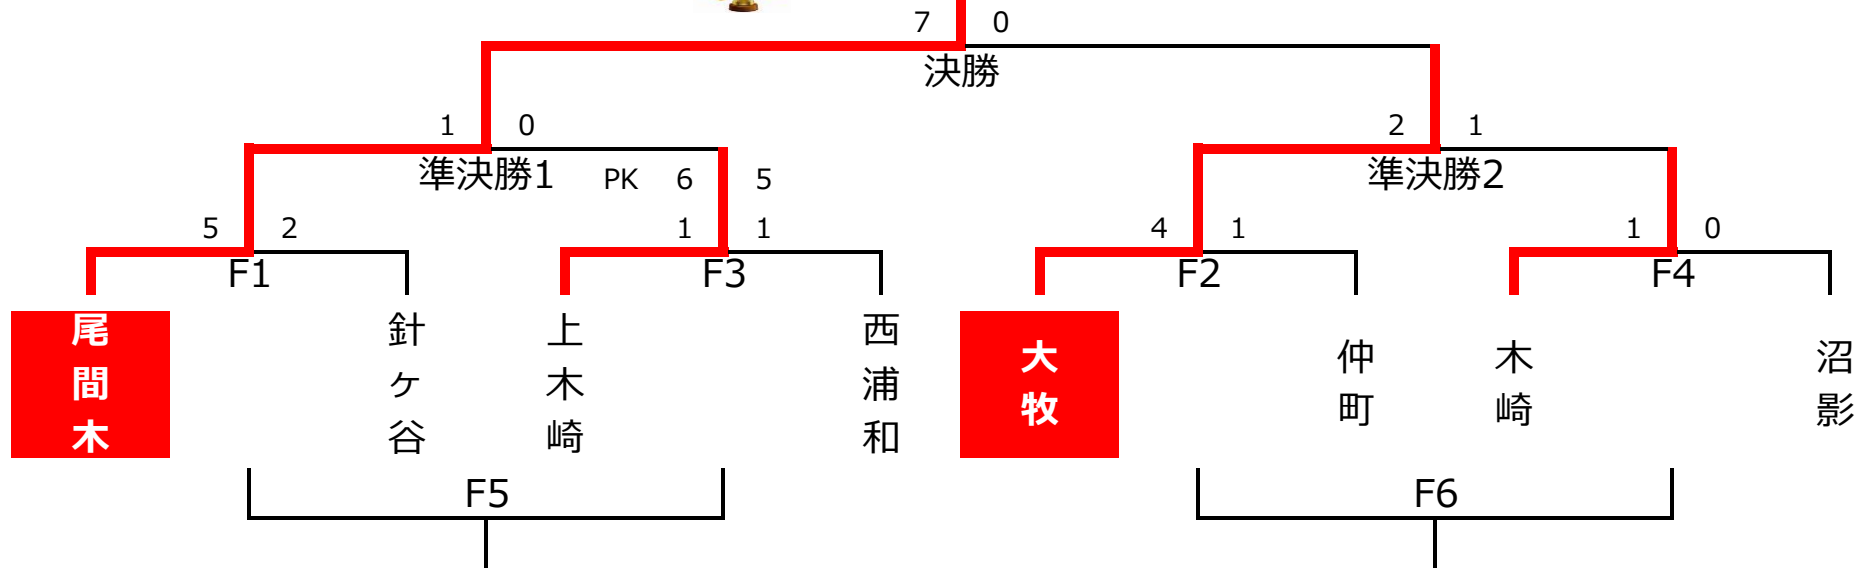 7 0
決勝
1 0 2 1
準決勝1 PK 6 5 準決勝2
5 2 1 1 4 1 1 0
F1 F3 F2 F4
尾間木 針ヶ谷 上木崎 西浦和 大牧 仲町 木崎 沼影
F5 F6